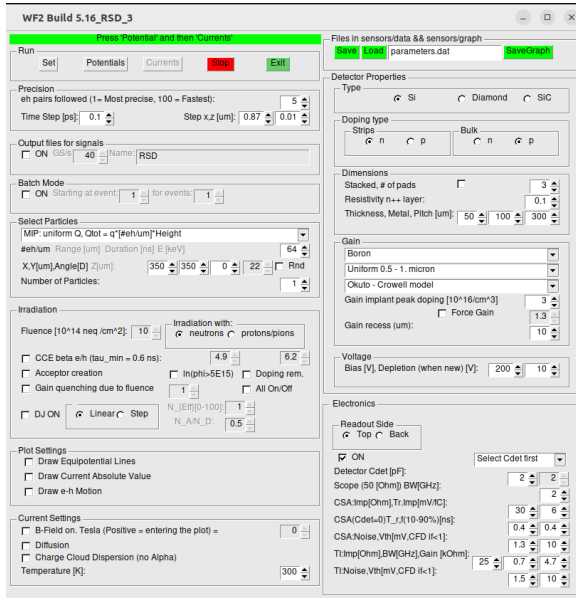 WF2 Build 5.16_RSD_3
Press 'Potential' and then 'Currents'
Run
Set Potentials Currents Stop Exit
Precision
eh pairs followed (1= Most precise, 100 = Fastest): 5
Time Step [ps]: 0.1 Step x,z [um]: 0.87 0.01
Output files for signals
ON GS/s 40 Name: RSD
Batch Mode
ON Starting at event: 1 for events: 1
Select Particles
MIP: uniform Q, Qtot = q*[#eh/um]*Height
#eh/um Range [um] Duration [ns] E [keV] 64
X,Y[um],Angle[D] Z[um]: 350 350 0 22 Rnd
Number of Particles: 1
Irradiation
Fluence [10^14 neq /cm^2]: 10
Irradiation with:
neutrons protons/pions
CCE beta e/h (tau_min = 0.6 ns): 4.9 6.2
Acceptor creation In(phi>5E15) Doping rem.
Gain quenching due to fluence 1 All On/Off
DJ ON Linear Step
N_{Eff}[0-100]: 1
N_A/N_D: 0.5
Plot Settings
Draw Equipotential Lines
Draw Current Absolute Value
Draw e-h Motion
Current Settings
B-Field on. Tesla (Positive = entering the plot) = 0
Diffusion
Charge Cloud Dispersion (no Alpha)
Temperature [K]: 300
Files in sensors/data && sensors/graph
Save Load parameters.dat SaveGraph
Detector Properties
Type
Si Diamond SiC
Doping type
Strips Bulk
n p n p
Dimensions
Stacked, # of pads 3
Resistivity n++ layer: 0.1
Thickness, Metal, Pitch [um]: 50 100 300
Gain
Boron
Uniform 0.5 - 1. micron
Okuto - Crowell model
Gain implant peak doping [10^16/cm^3] 3
Force Gain 1.3
Gain recess (um): 10
Voltage
Bias [V], Depletion (when new) [V]: 200 10
Electronics
Readout Side
Top Back
ON Select Cdet first
Detector Cdet [pF]: 2 2
Scope (50 [Ohm]) BW[GHz]: 2
CSA:Imp[Ohm],Tr.Imp[mV/fC]: 30 6
CSA(Cdet=0)T_r,f(10-90%)[ns]: 0.4 0.4
CSA:Noise,Vth[mV,CFD if<1]: 1.3 10
TI:Imp[Ohm],BW[GHz],Gain [kOhm]: 25 0.7 4.7
TI:Noise,Vth[mV,CFD if<1]: 1.5 10